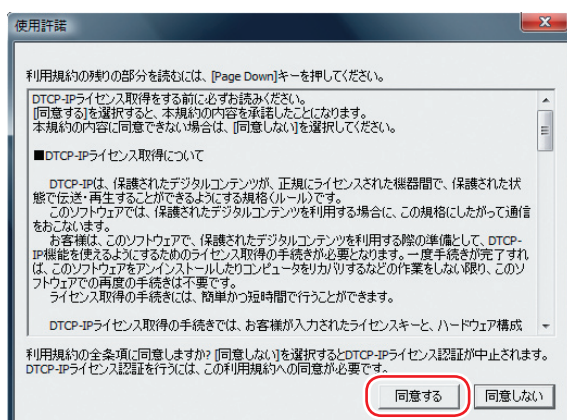 使用許諾
利用規約の残りの部分を読むには、[Page Down]キーを押してください。
DTCP-IPライセンス取得をする前に必ずお読みください。
[同意する]を選択すると、本規約の内容を承諾したことになります。
本規約の内容に同意できない場合は、[同意しない]を選択してください。
■DTCP-IPライセンス取得について
DTCP-IPは、保護されたデジタルコンテンツが、正規にライセンスされた機器間で、保護された状
態で伝送・再生することができるようにする規格(ルール)です。
このソフトウェアでは、保護されたデジタルコンテンツを利用する場合に、この規格にしたがって通信
をおこないます。
お客様は、このソフトウェアで、保護されたデジタルコンテンツを利用する際の準備として、DTCP-
IP機能を使えるようにするためのライセンス取得の手続きが必要となります。一度手続きが完了すれ
ば、このソフトウェアをアンインストールしたりコンピュータをリカバリするなどの作業をしない限り、このソ
フトウェアでの再度の手続きは不要です。
ライセンス取得の手続きには、簡単かつ短時間で行うことができます。
DTCP-IPライセンス取得の手続きでは、お客様が入力されたライセンスキーと、ハードウェア構成
利用規約の全条項に同意しますか? [同意しない]を選択するとDTCP-IPライセンス認証が中止されます。
DTCP-IPライセンス認証を行うには、この利用規約への同意が必要です。
同意する 同意しない